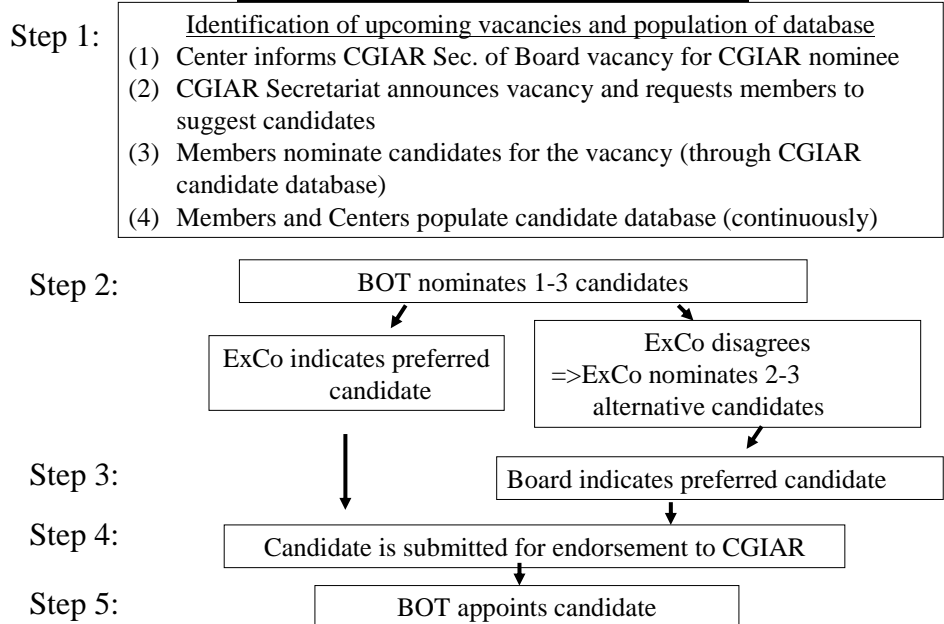 Step 1:
Identification of upcoming vacancies and population of database
(1) Center informs CGIAR Sec. of Board vacancy for CGIAR nominee
(2) CGIAR Secretariat announces vacancy and requests members to
suggest candidates
(3) Members nominate candidates for the vacancy (through CGIAR
candidate database)
(4) Members and Centers populate candidate database (continuously)
Step 2:
BOT nominates 1-3 candidates
ExCo indicates preferred
candidate
ExCo disagrees
=>ExCo nominates 2-3
alternative candidates
Step 3:
Board indicates preferred candidate
Step 4:
Candidate is submitted for endorsement to CGIAR
Step 5:
BOT appoints candidate